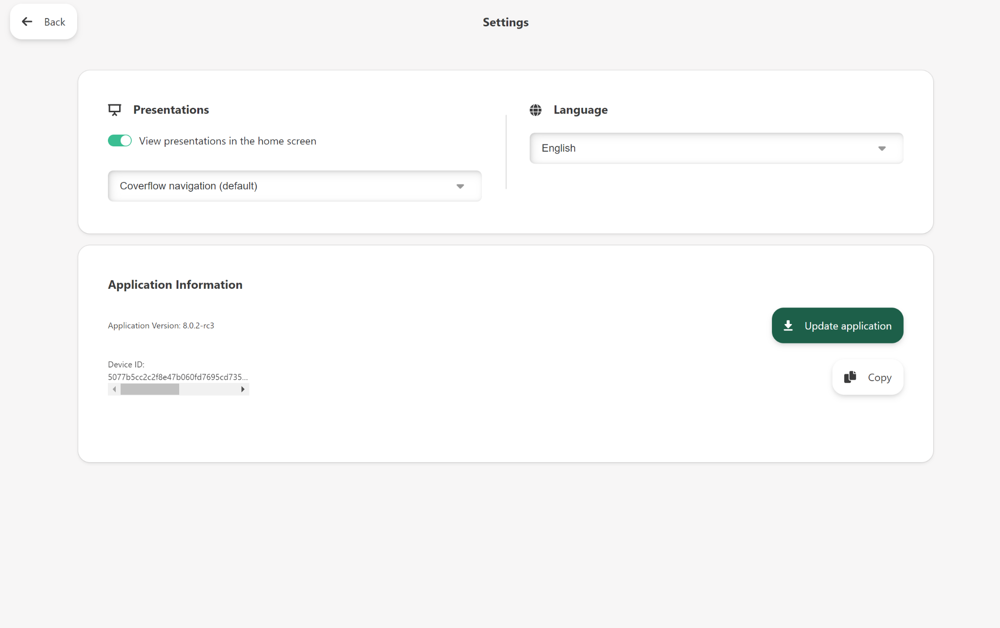 Back
Settings
Presentations
View presentations in the home screen
Coverflow navigation (default)
Language
English
Application Information
Application Version: 8.0.2-rc3
Update application
Device ID:
5077b5cc2c2f8e47b060fd7695cd735...
Copy